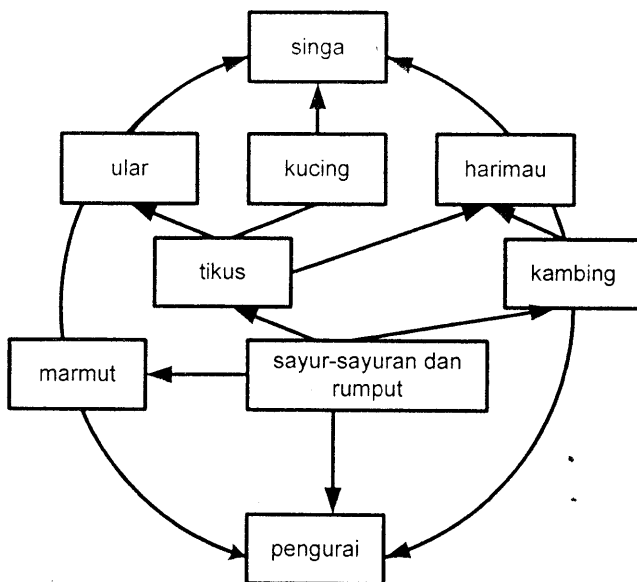 singa
ular
kucing
harimau
tikus
kambing
marmut
sayur-sayuran dan
rumput
pengurai